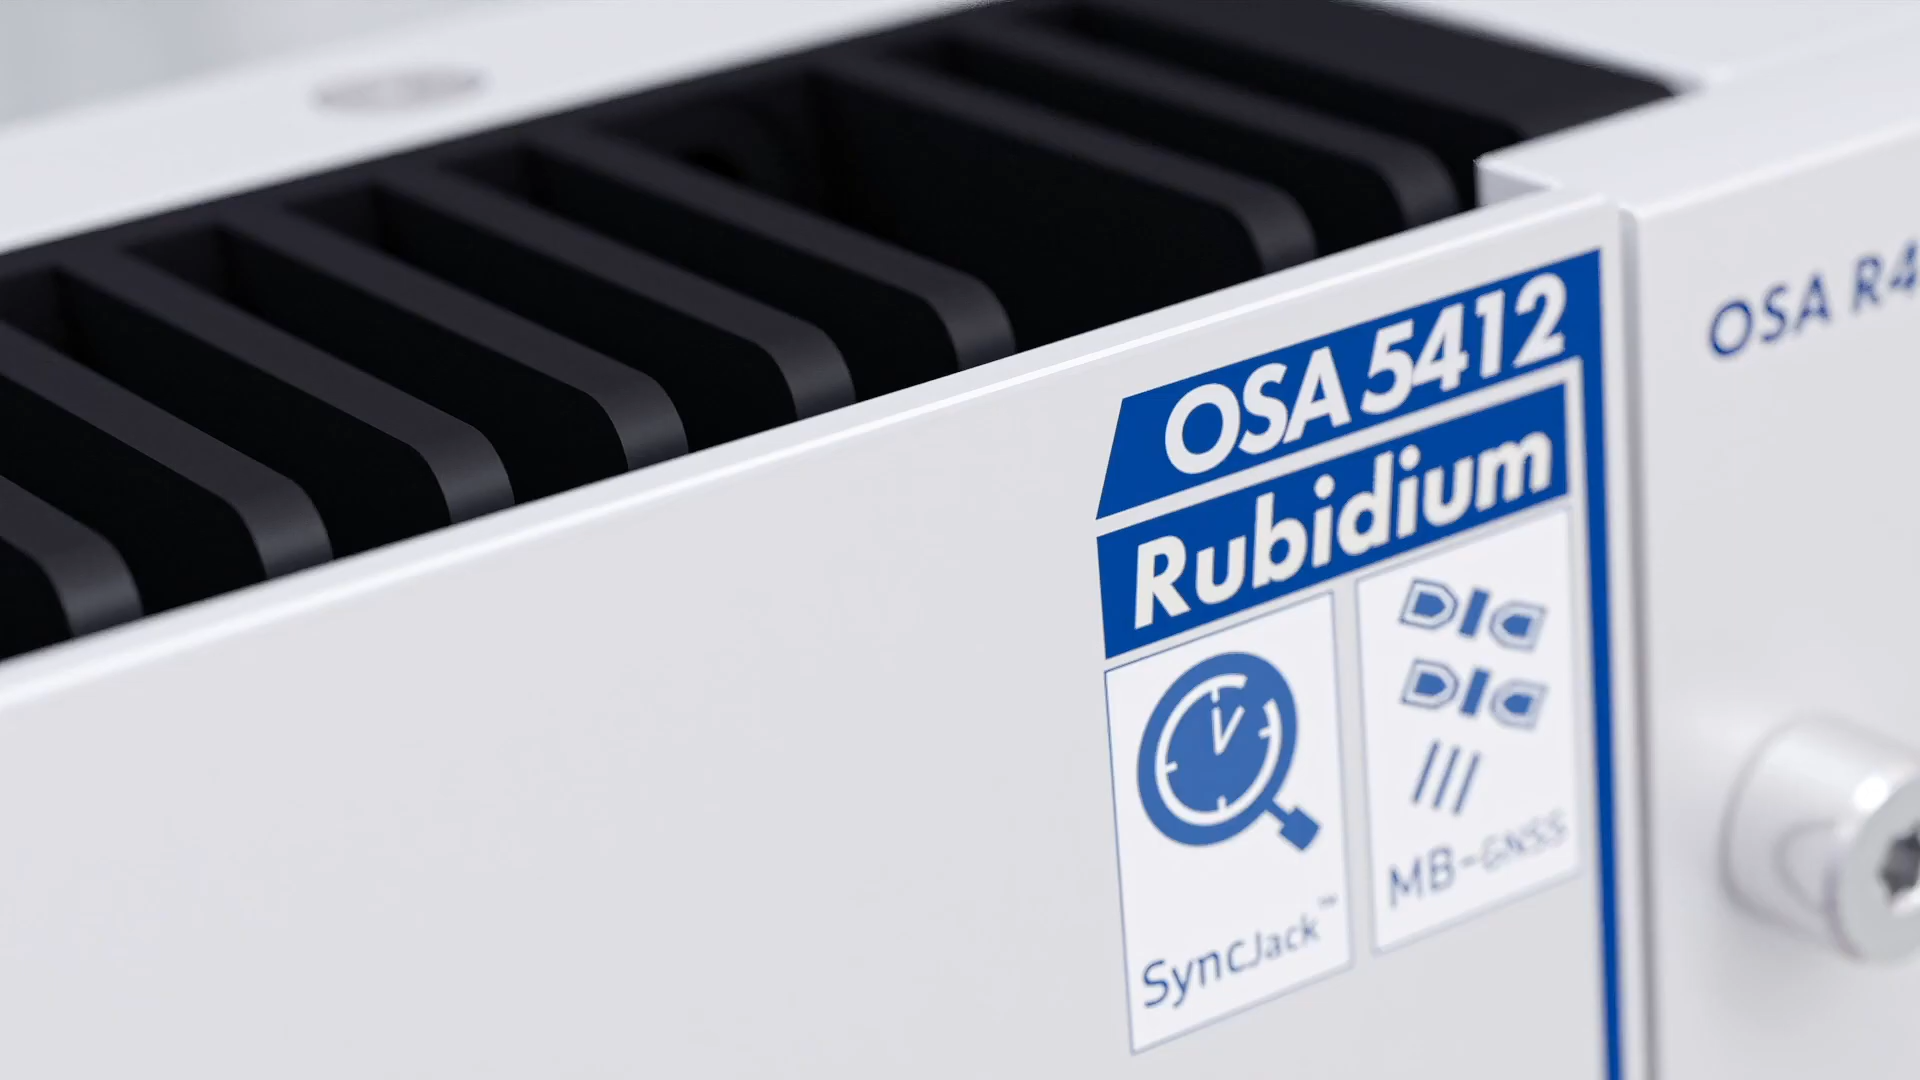 OSA 5412
Rubidium
SyncJack™
MB-GNSS
OSA R4